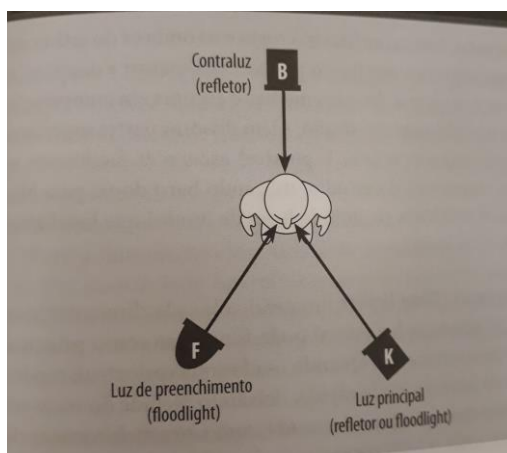 Contraluz
(refletor)
B
F
K
Luz de preenchimento
(floodlight)
Luz principal
(refletor ou floodlight)